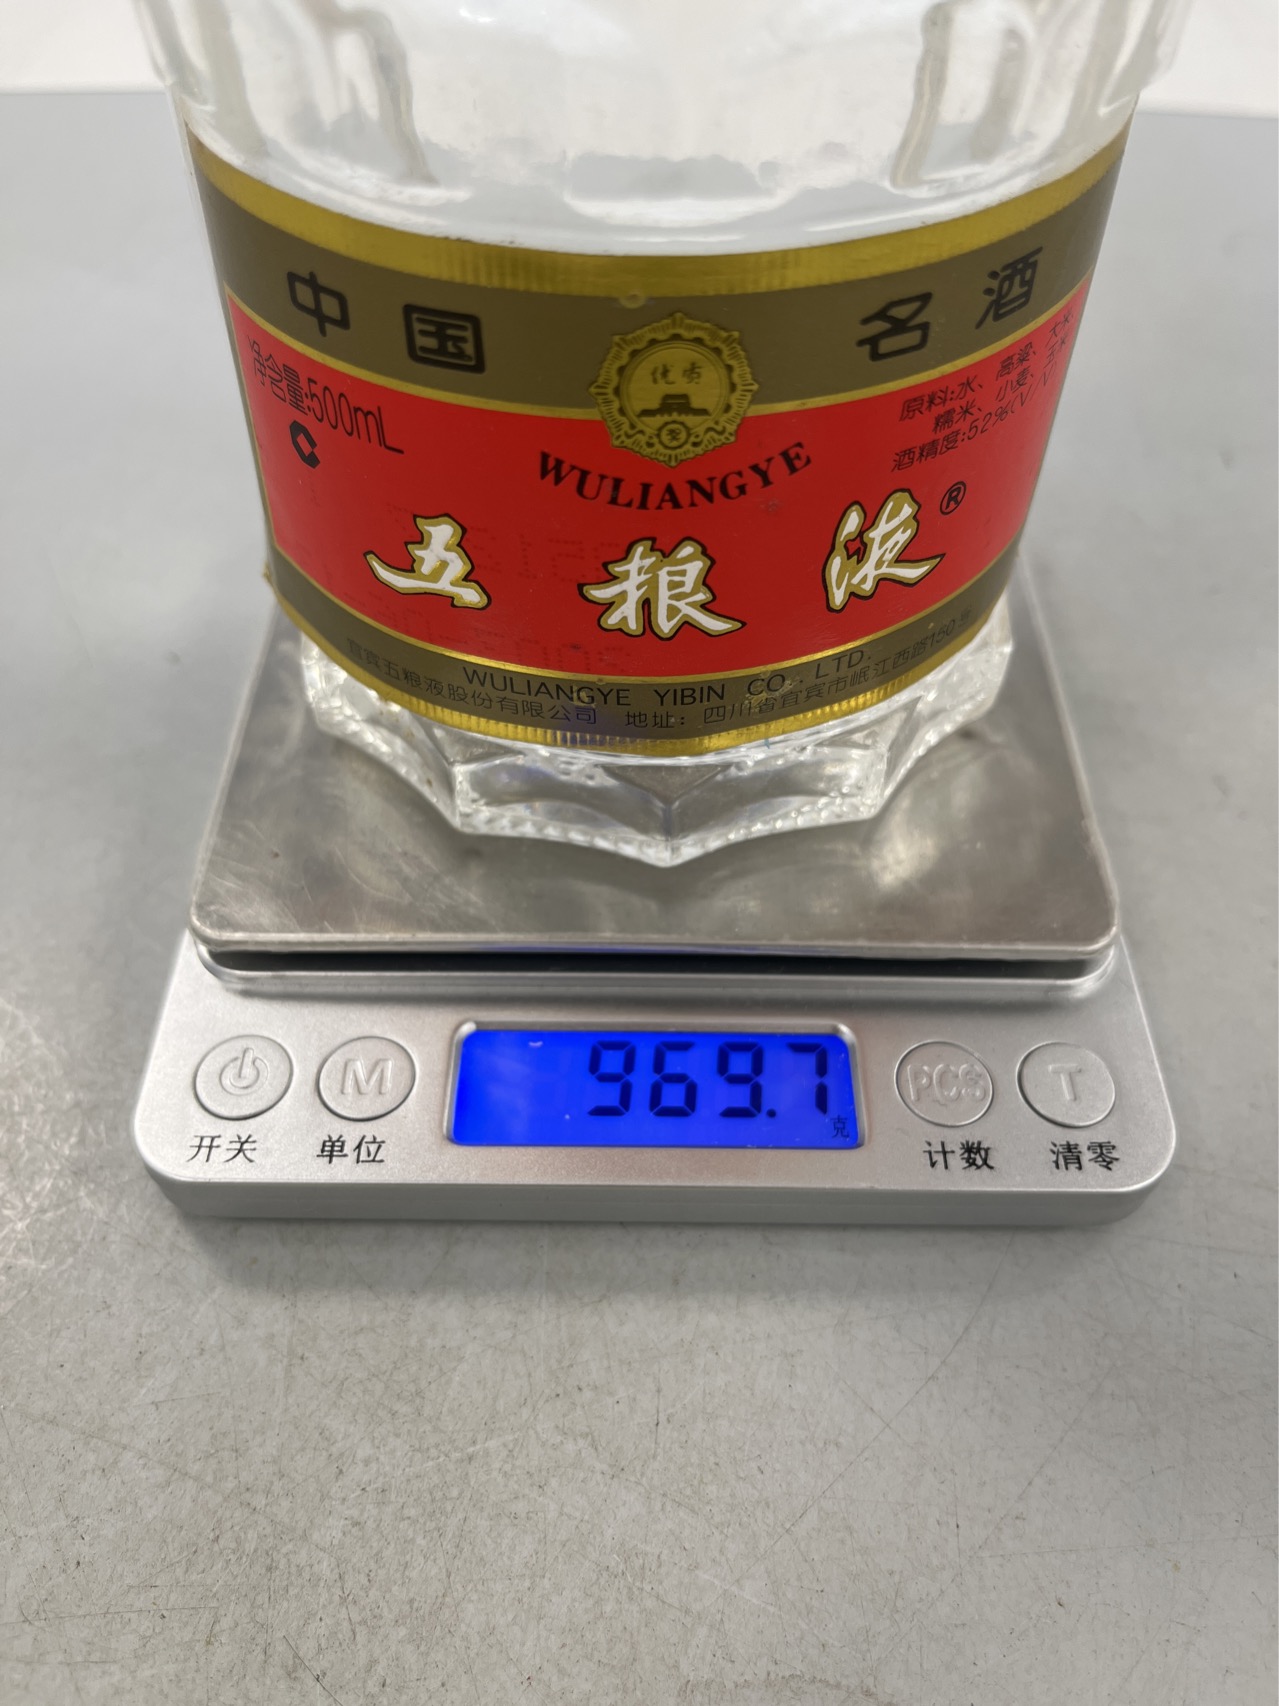 中国 名酒
优质
净含量:500mL
原料:水、高粱、大米、
糯米、小麦、玉米
酒精度:52%(V/V)
WULIANGYE
五粮液®
WULIANGYE YIBIN CO., LTD.
宜宾五粮液股份有限公司 地址:四川省宜宾市岷江西路150号
969.7
克
M PCS T
开关 单位 计数 清零